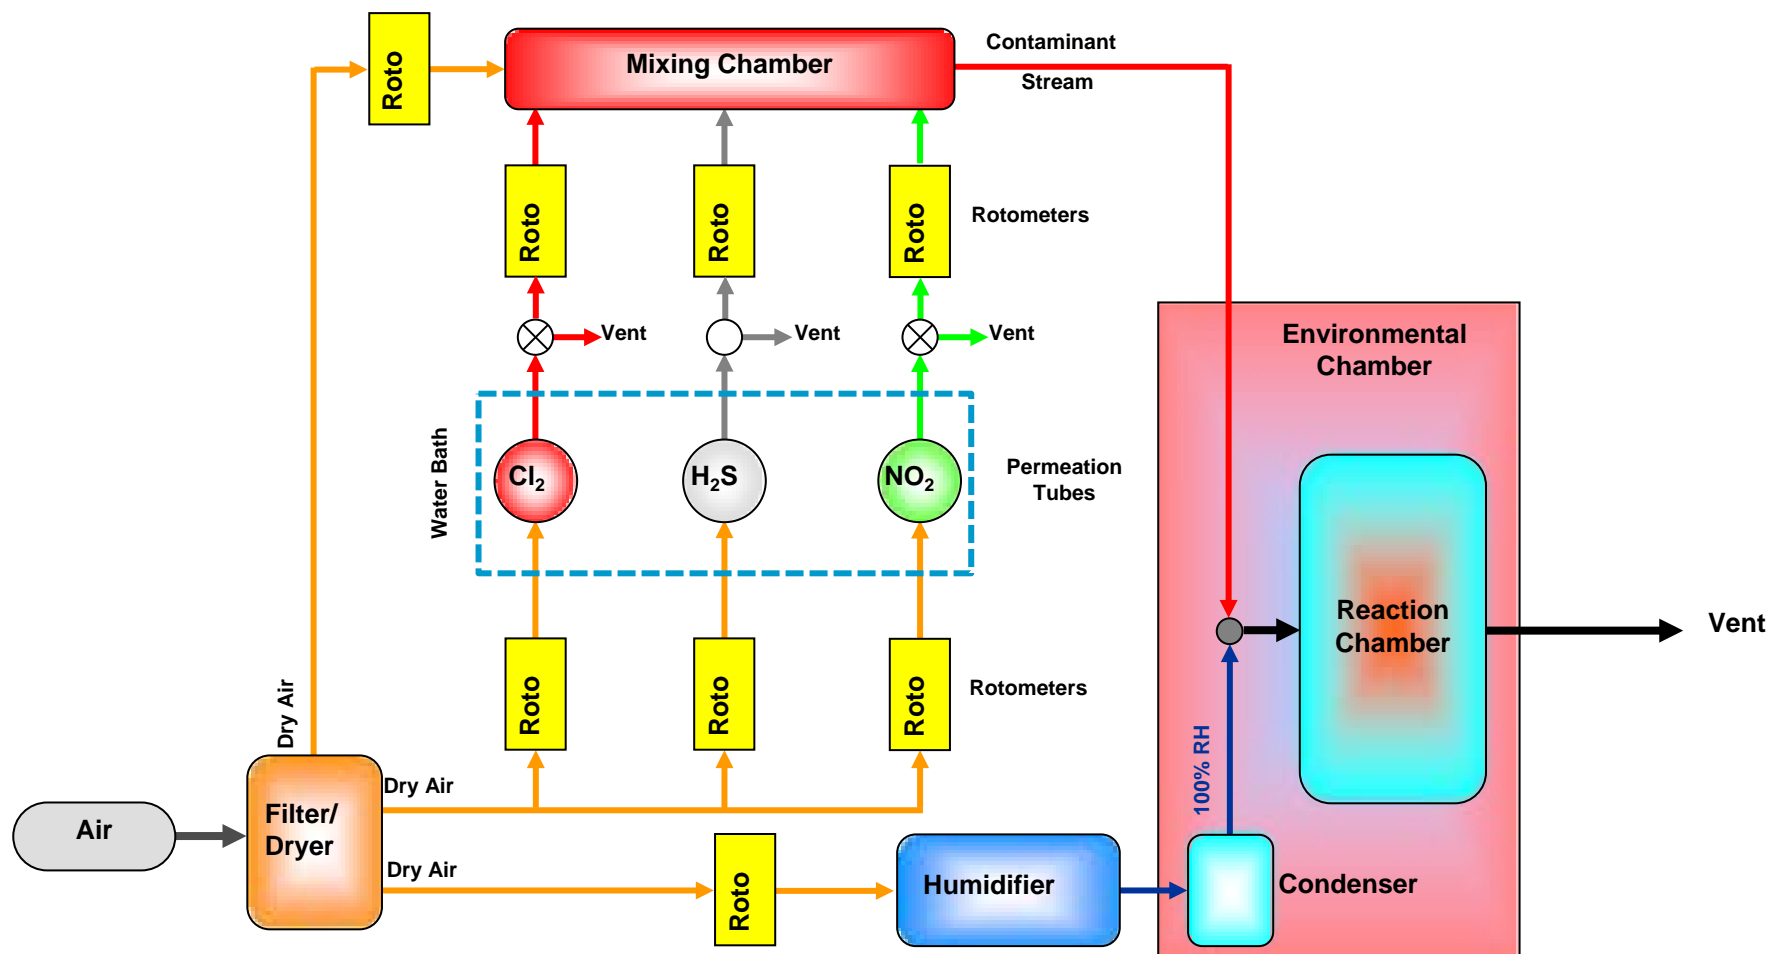 Contaminant
Stream
Roto
Mixing Chamber
Roto
Roto
Roto
Rotometers
Vent
Vent
Vent
Environmental
Chamber
Water Bath
Cl₂
H₂S
NO₂
Permeation
Tubes
Reaction
Chamber
Vent
Dry Air
Roto
Roto
Roto
Rotometers
100% RH
Dry Air
Air
Filter/
Dryer
Dry Air
Roto
Humidifier
Condenser